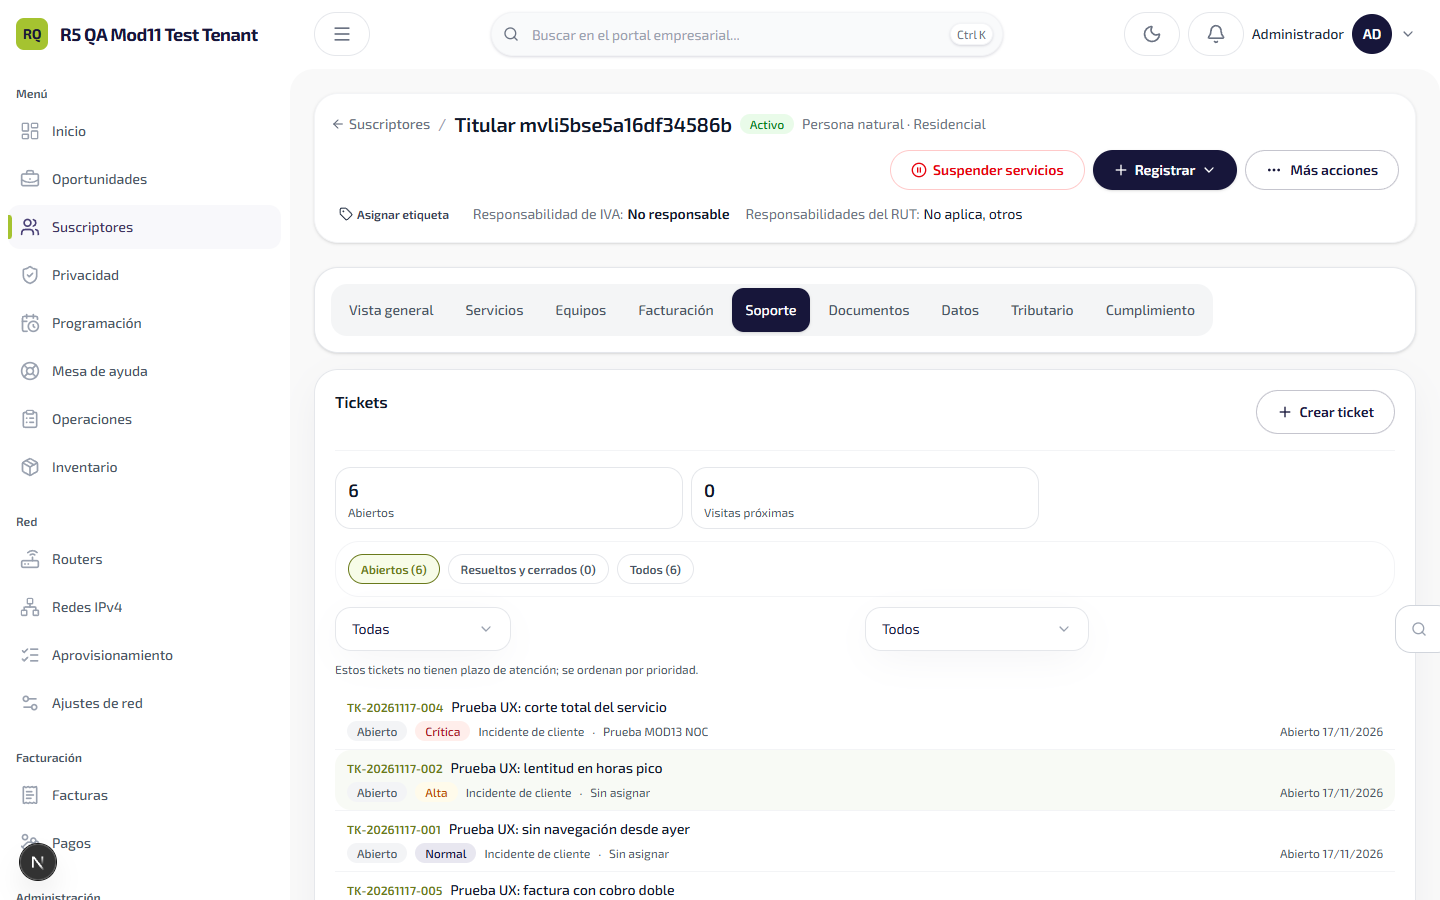 RQ R5 QA Mod11 Test Tenant
Buscar en el portal empresarial... Ctrl K
Administrador AD
Menú
Inicio
Oportunidades
Suscriptores
Privacidad
Programación
Mesa de ayuda
Operaciones
Inventario
Red
Routers
Redes IPv4
Aprovisionamiento
Ajustes de red
Facturación
Facturas
Pagos
N
Administración
Suscriptores / Titular mvli5bse5a16df34586b Activo Persona natural · Residencial
Suspender servicios Registrar Más acciones
Asignar etiqueta Responsabilidad de IVA: No responsable Responsabilidades del RUT: No aplica, otros
Vista general Servicios Equipos Facturación Soporte Documentos Datos Tributario Cumplimiento
Tickets
Crear ticket
6
Abiertos
0
Visitas próximas
Abiertos (6) Resueltos y cerrados (0) Todos (6)
Todas Todos
Estos tickets no tienen plazo de atención; se ordenan por prioridad.
TK-20261117-004 Prueba UX: corte total del servicio
Abierto Crítica Incidente de cliente · Prueba MOD13 NOC Abierto 17/11/2026
TK-20261117-002 Prueba UX: lentitud en horas pico
Abierto Alta Incidente de cliente · Sin asignar Abierto 17/11/2026
TK-20261117-001 Prueba UX: sin navegación desde ayer
Abierto Normal Incidente de cliente · Sin asignar Abierto 17/11/2026
TK-20261117-005 Prueba UX: factura con cobro doble